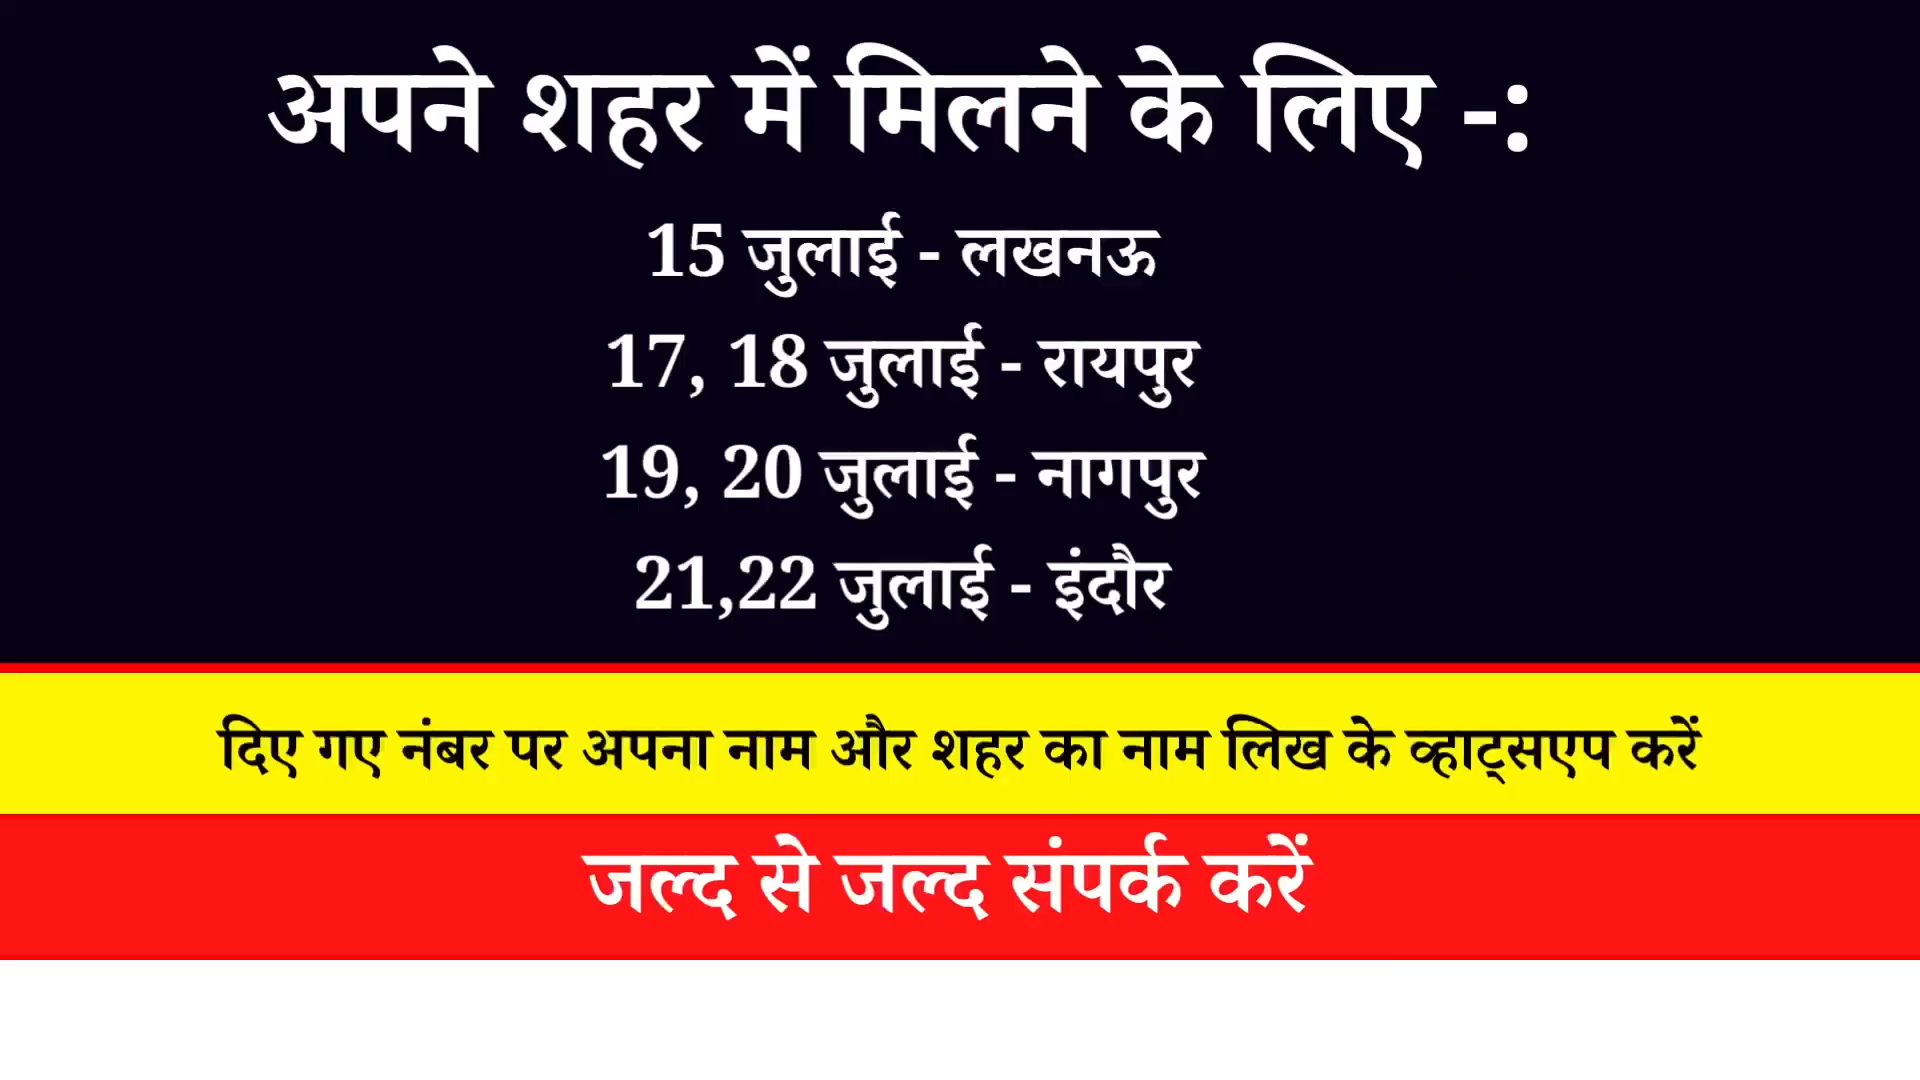 अपने शहर में मिलने के लिए -:
15 जुलाई - लखनऊ
17, 18 जुलाई - रायपुर
19, 20 जुलाई - नागपुर
21,22 जुलाई - इंदौर
दिए गए नंबर पर अपना नाम और शहर का नाम लिख के व्हाट्सएप करें
जल्द से जल्द संपर्क करें